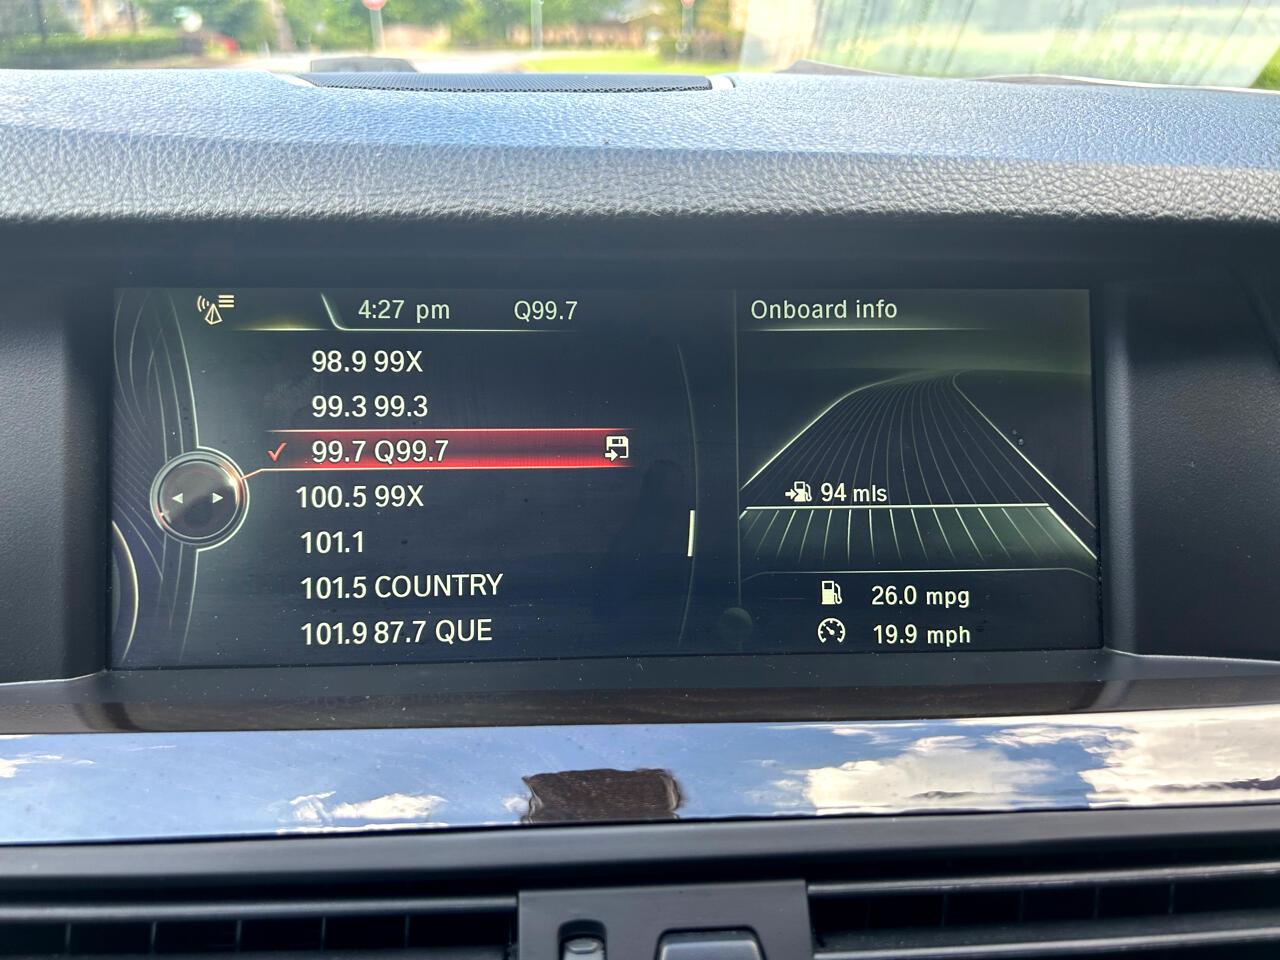 4:27 pm
Q99.7
98.9 99X
99.3 99.3
99.7 Q99.7
100.5 99X
101.1
101.5 COUNTRY
101.9 87.7 QUE
Onboard info
94 mls
26.0 mpg
19.9 mph